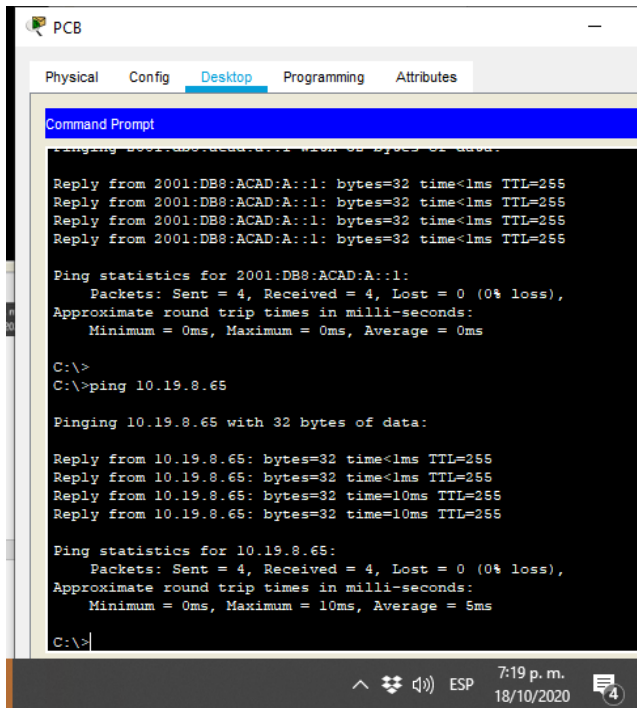 PCB
Physical Config Desktop Programming Attributes
Command Prompt
Reply from 2001:DB8:ACAD:A::1: bytes=32 time<1ms TTL=255
Reply from 2001:DB8:ACAD:A::1: bytes=32 time<1ms TTL=255
Reply from 2001:DB8:ACAD:A::1: bytes=32 time<1ms TTL=255
Reply from 2001:DB8:ACAD:A::1: bytes=32 time<1ms TTL=255
Ping statistics for 2001:DB8:ACAD:A::1:
Packets: Sent = 4, Received = 4, Lost = 0 (0% loss),
Approximate round trip times in milli-seconds:
Minimum = 0ms, Maximum = 0ms, Average = 0ms
C:\>
C:\>ping 10.19.8.65
Pinging 10.19.8.65 with 32 bytes of data:
Reply from 10.19.8.65: bytes=32 time<1ms TTL=255
Reply from 10.19.8.65: bytes=32 time<1ms TTL=255
Reply from 10.19.8.65: bytes=32 time=10ms TTL=255
Reply from 10.19.8.65: bytes=32 time=10ms TTL=255
Ping statistics for 10.19.8.65:
Packets: Sent = 4, Received = 4, Lost = 0 (0% loss),
Approximate round trip times in milli-seconds:
Minimum = 0ms, Maximum = 10ms, Average = 5ms
C:\>
ESP
7:19 p. m.
18/10/2020
4